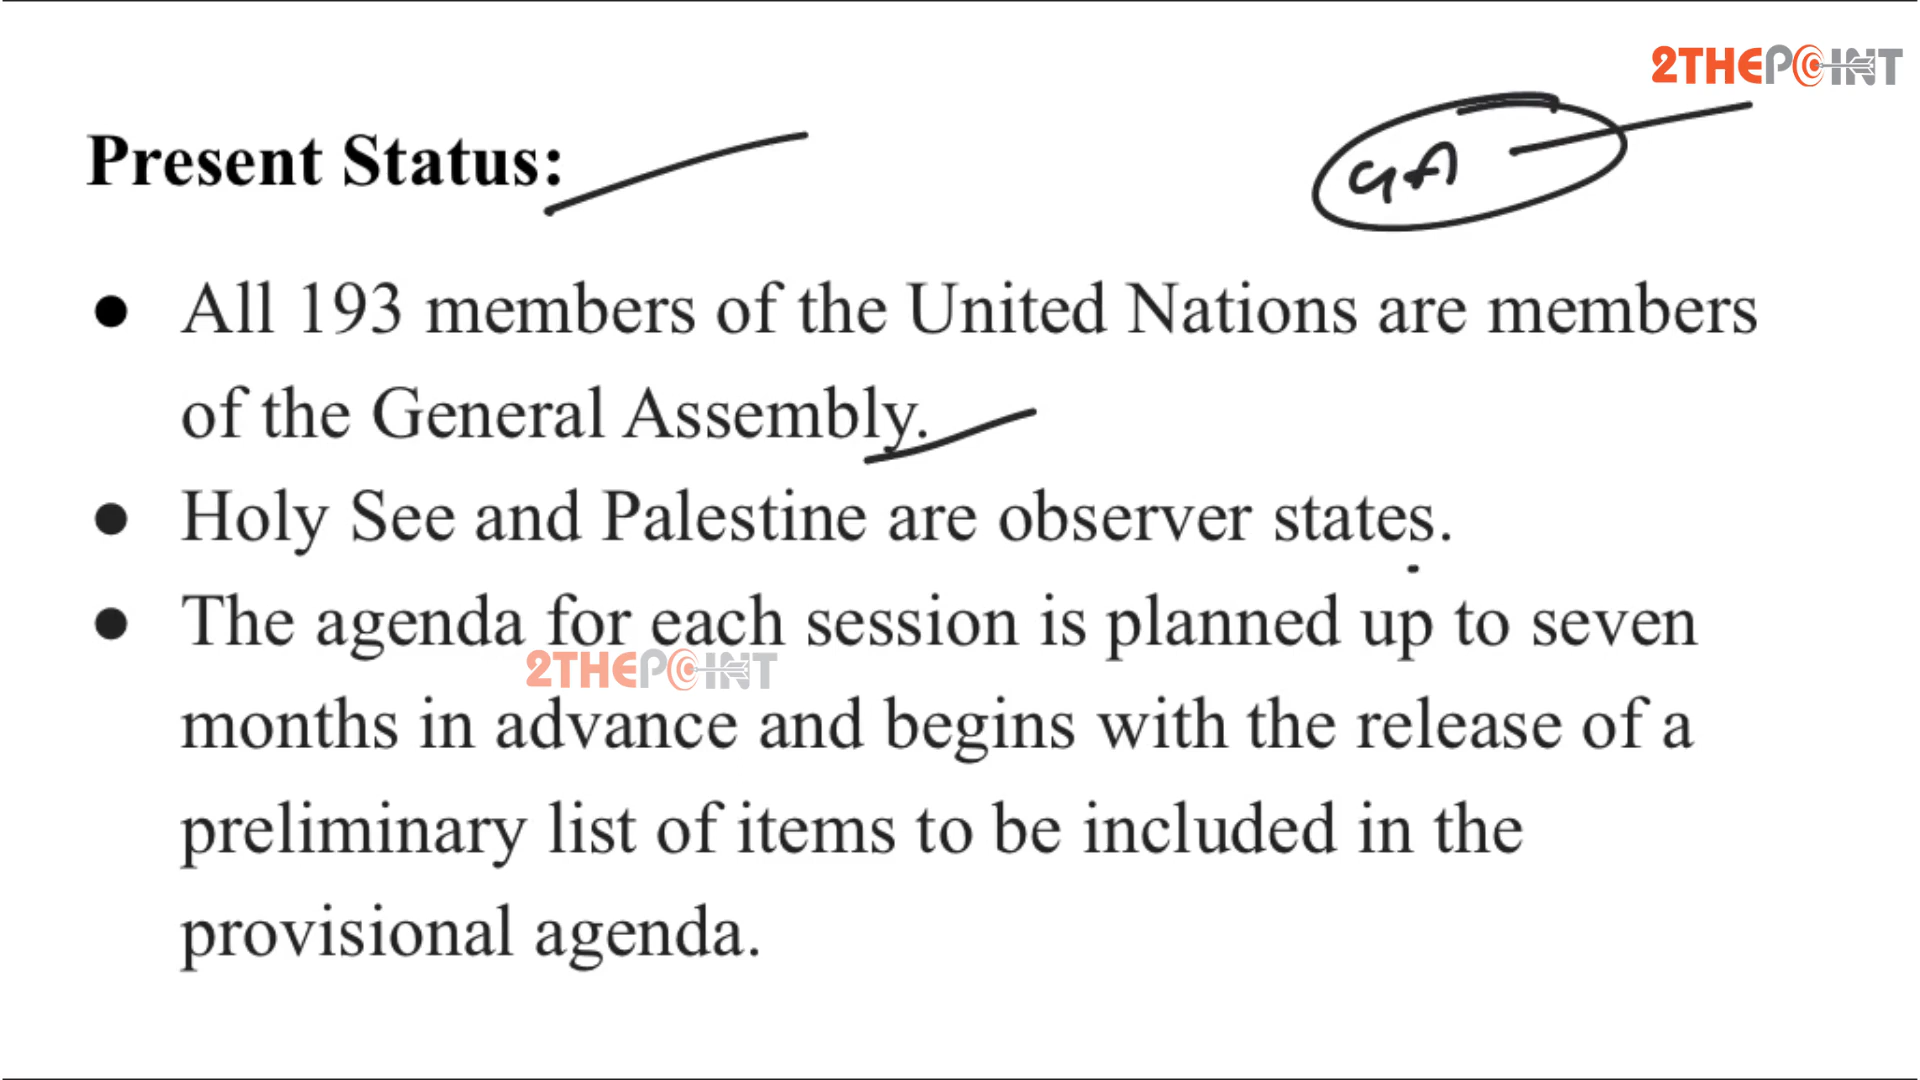 2THEPOINT
Present Status:
GA
● All 193 members of the United Nations are members
of the General Assembly.
● Holy See and Palestine are observer states.
● The agenda for each session is planned up to seven
2THEPOINT
months in advance and begins with the release of a
preliminary list of items to be included in the
provisional agenda.